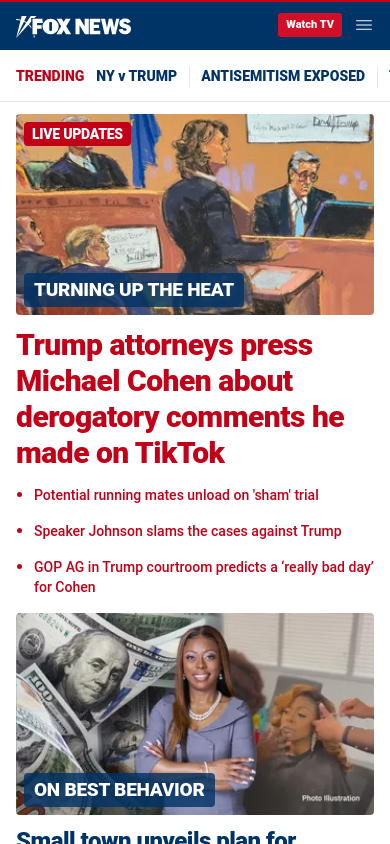 FOX NEWS
Watch TV
TRENDING NY v TRUMP ANTISEMITISM EXPOSED
LIVE UPDATES
TURNING UP THE HEAT
Trump attorneys press
Michael Cohen about
derogatory comments he
made on TikTok
Potential running mates unload on 'sham' trial
Speaker Johnson slams the cases against Trump
GOP AG in Trump courtroom predicts a ‘really bad day’
for Cohen
ON BEST BEHAVIOR
Photo Illustration
Small town unveils plan for